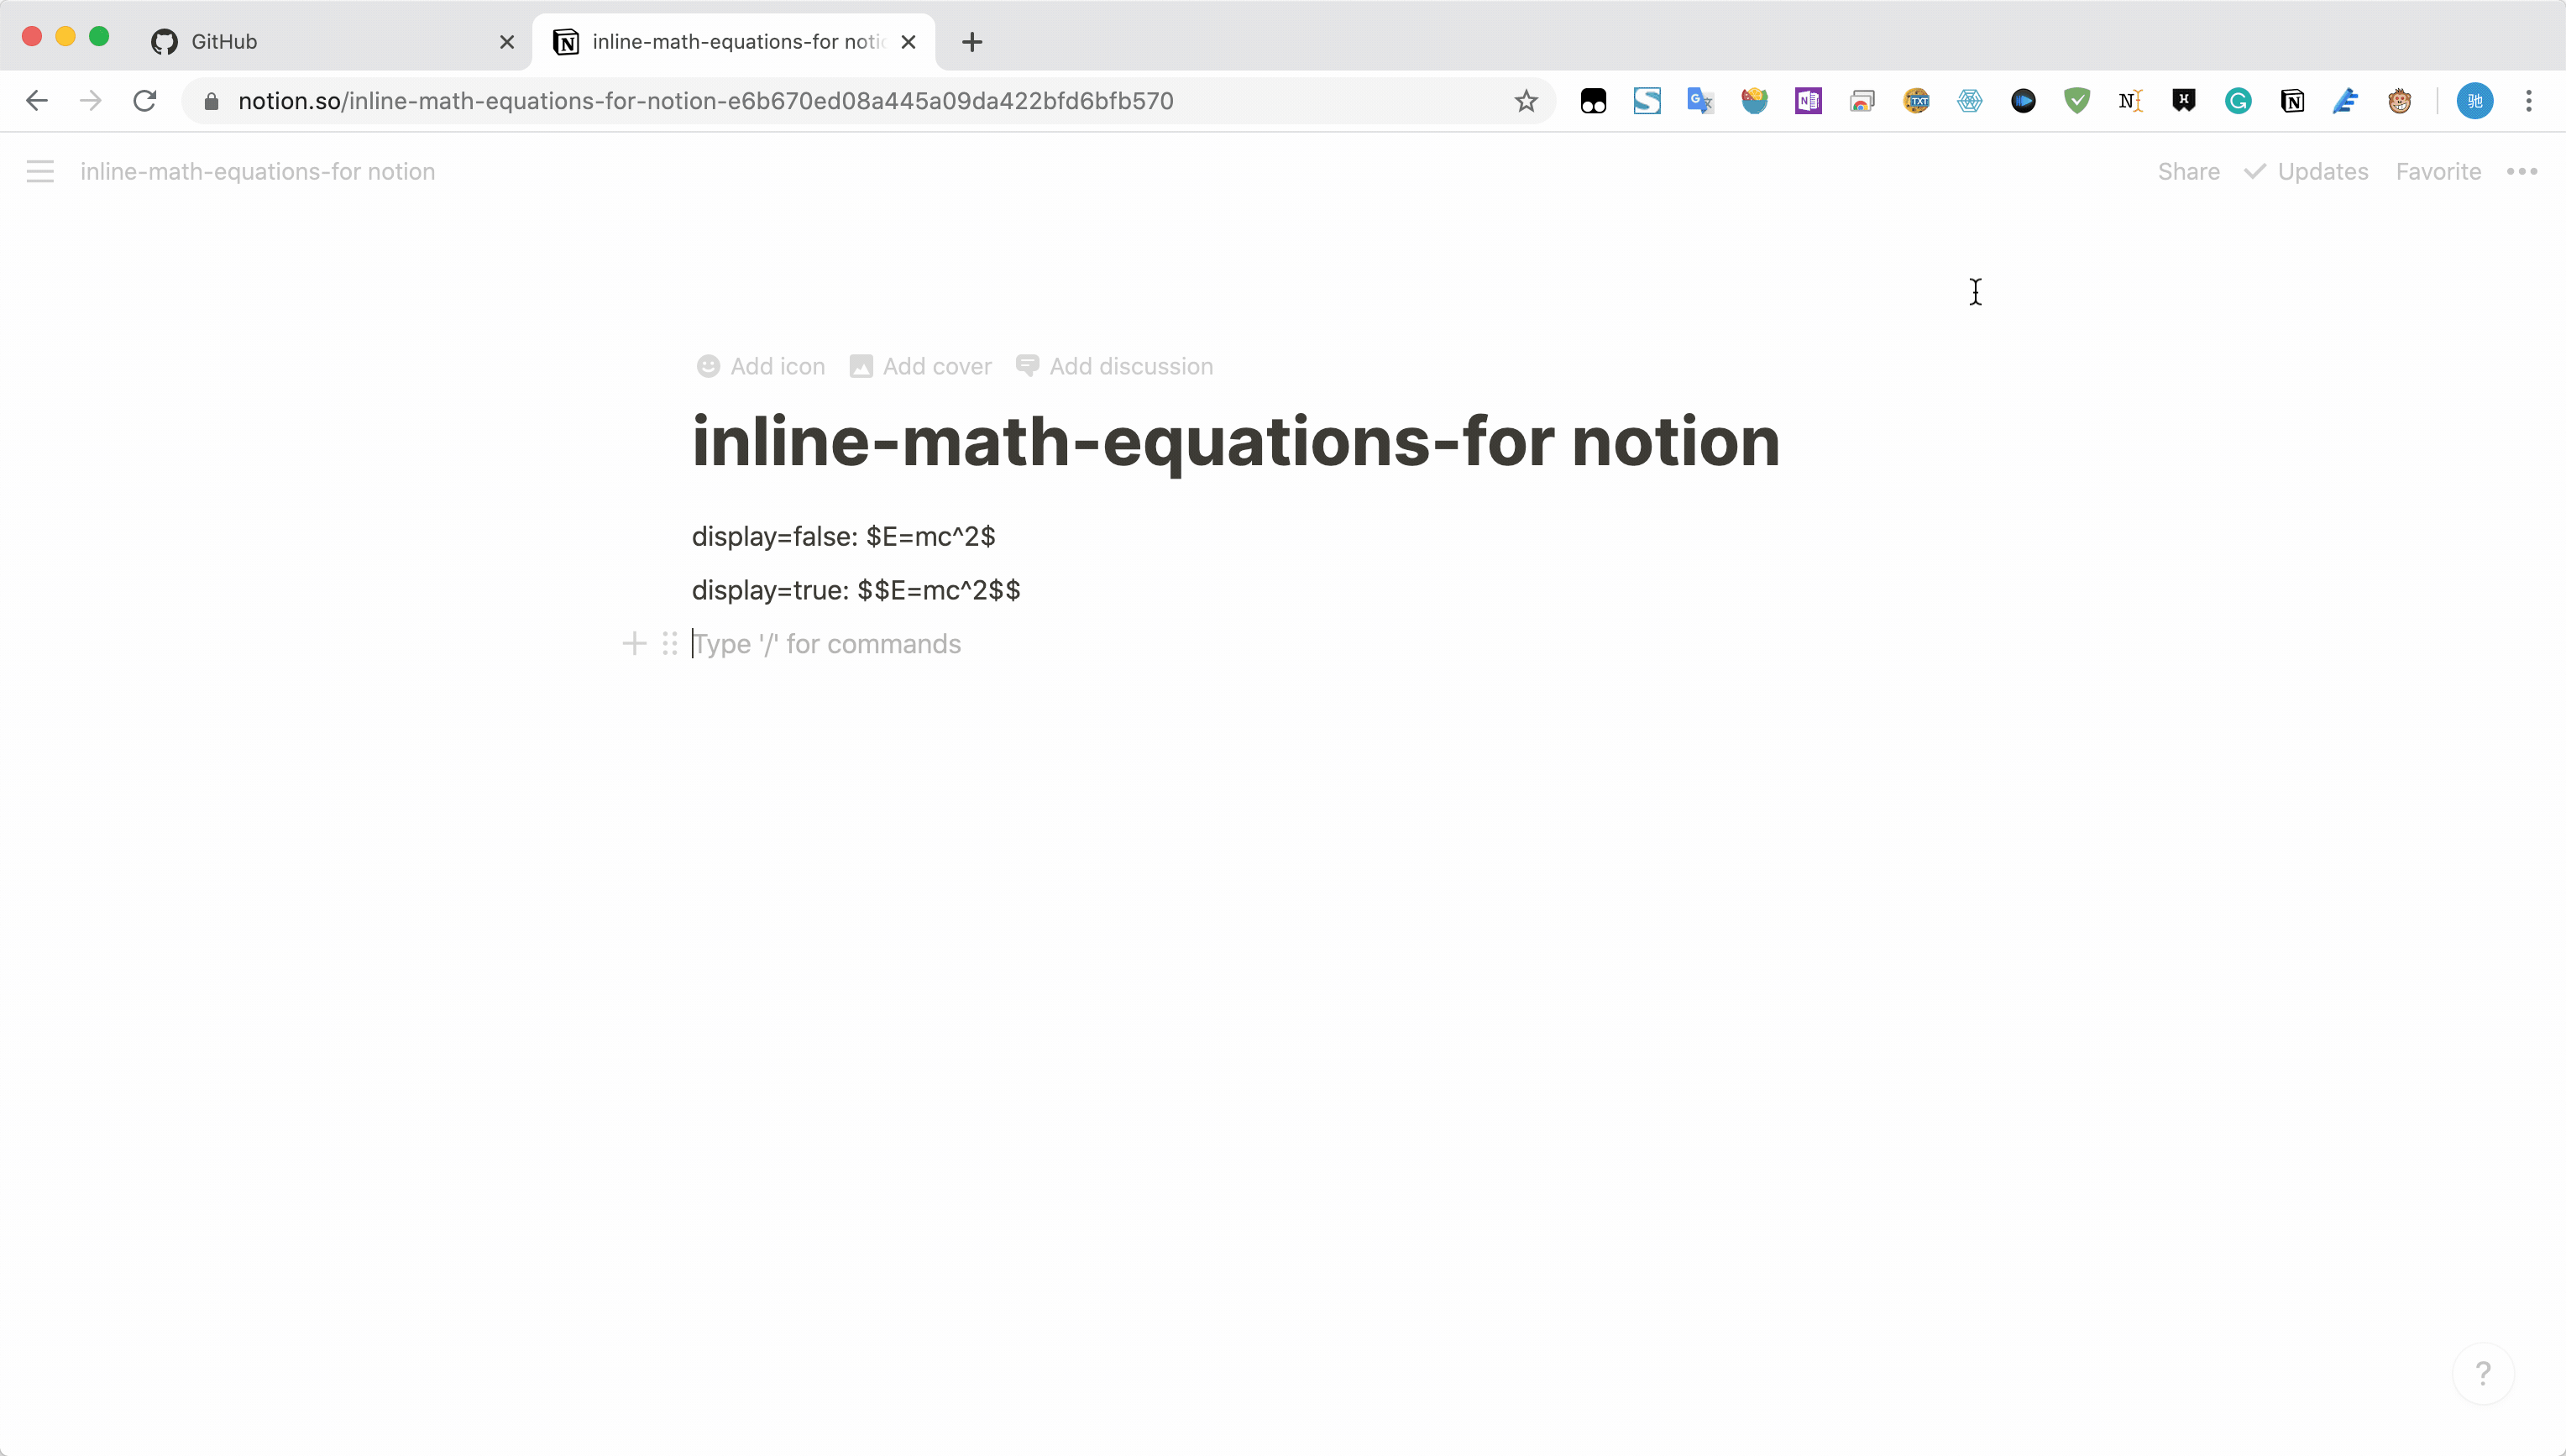 GitHub
inline-math-equations-for noti
notion.so/inline-math-equations-for-notion-e6b670ed08a445a09da422bfd6bfb570
驰
inline-math-equations-for notion
Share Updates Favorite
Add icon Add cover Add discussion
inline-math-equations-for notion
display=false: $E=mc^2$
display=true: $$E=mc^2$$
Type '/' for commands
?